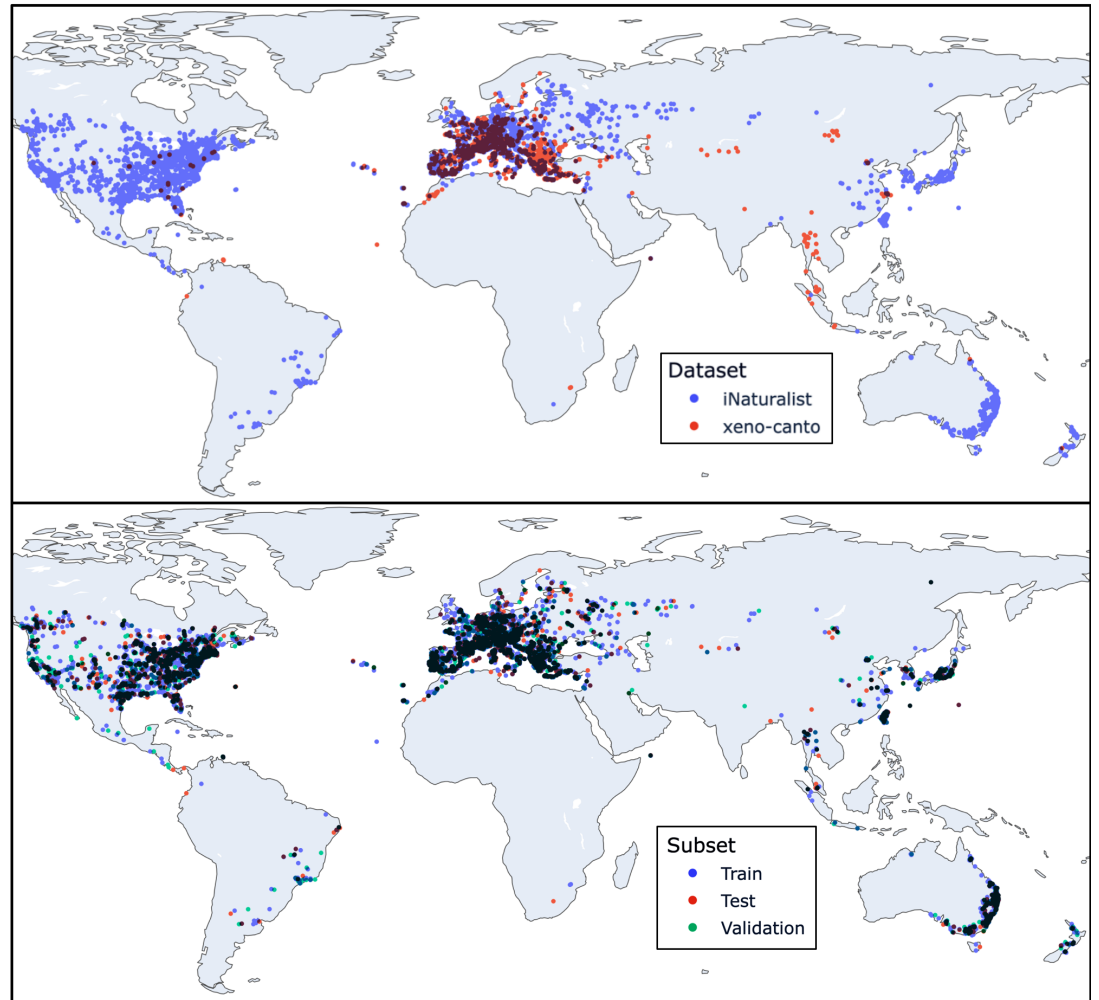 Dataset
iNaturalist
xeno-canto
Subset
Train
Test
Validation